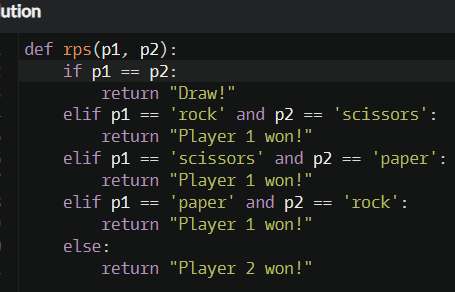 ution
def rps(p1, p2):
    if p1 == p2:
        return "Draw!"
    elif p1 == 'rock' and p2 == 'scissors':
        return "Player 1 won!"
    elif p1 == 'scissors' and p2 == 'paper':
        return "Player 1 won!"
    elif p1 == 'paper' and p2 == 'rock':
        return "Player 1 won!"
    else:
        return "Player 2 won!"